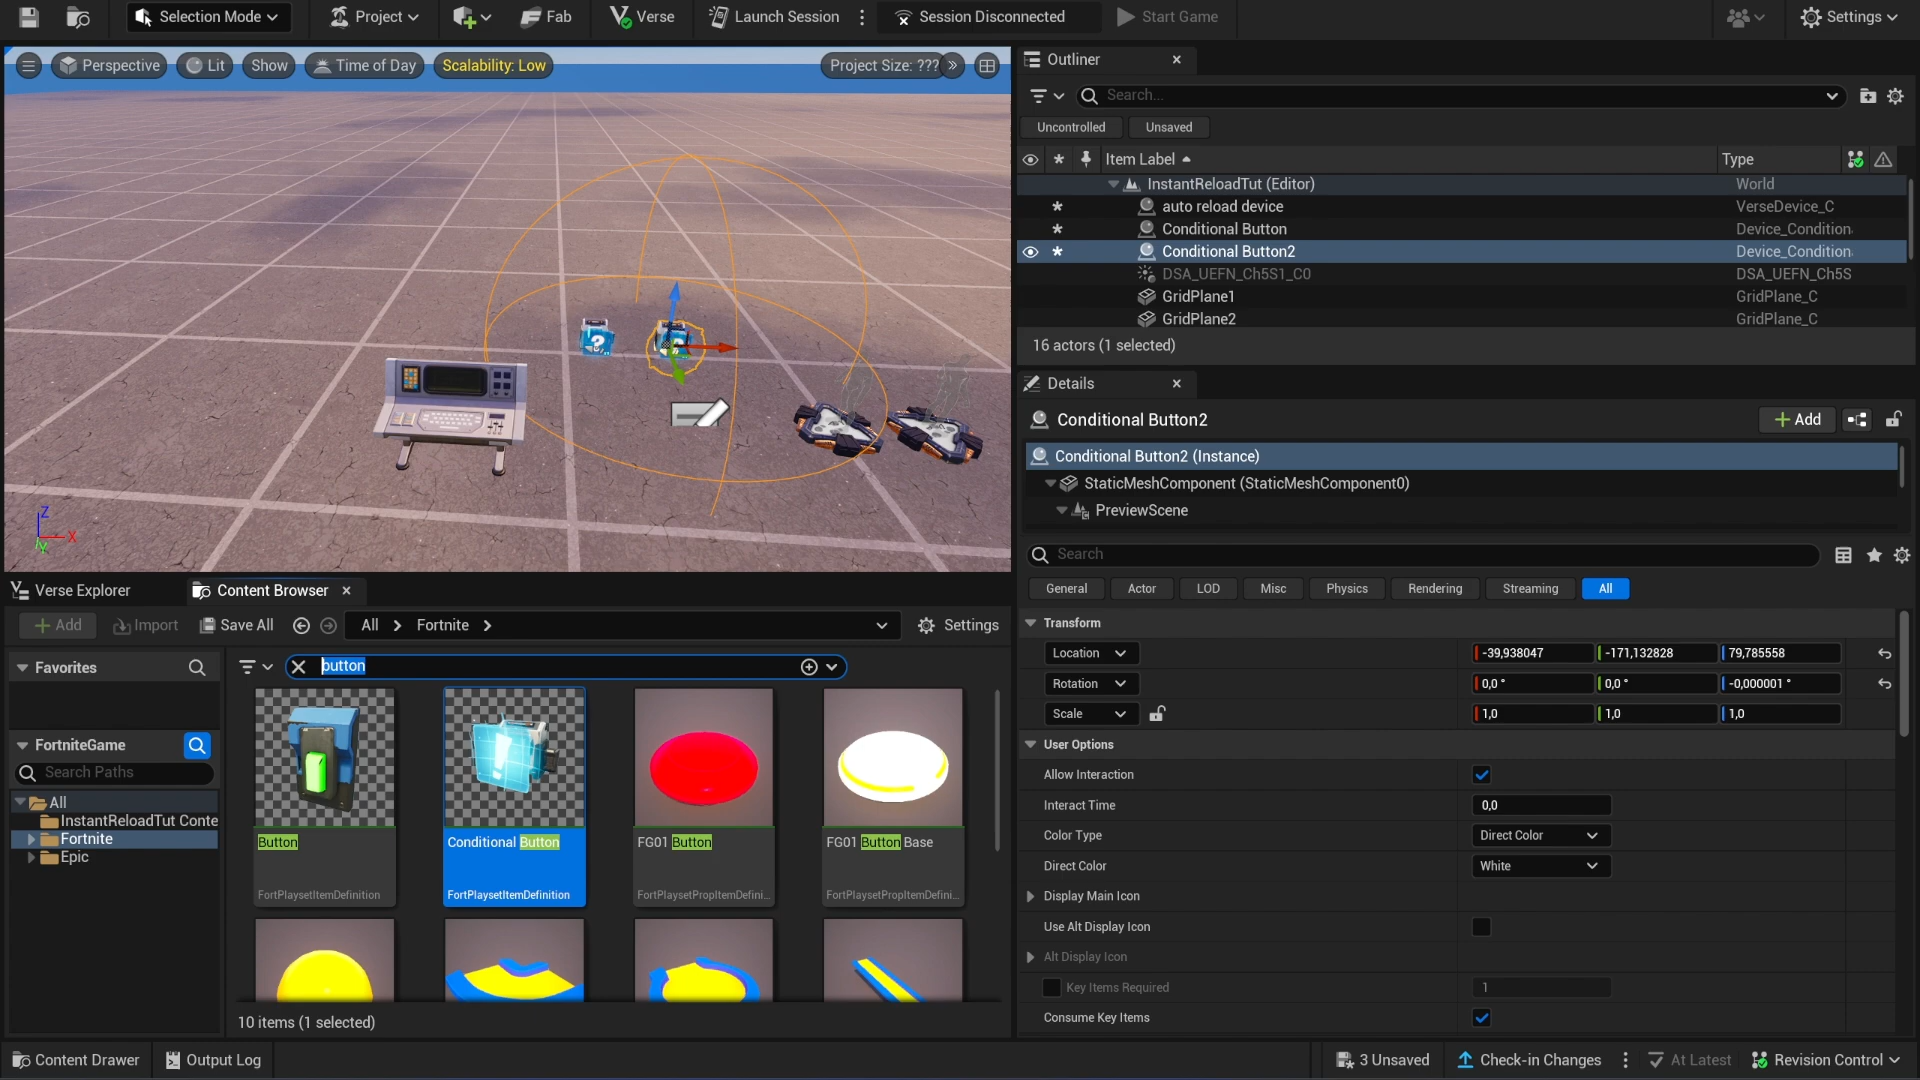 Selection Mode
Project
Fab
Verse
Launch Session
Session Disconnected
Start Game
Settings
Perspective
Lit
Show
Time of Day
Scalability: Low
Project Size: ???
Outliner
Search...
Uncontrolled
Unsaved
Item Label
Type
InstantReloadTut (Editor)
World
auto reload device
VerseDevice_C
Conditional Button
Device_Condition
Conditional Button2
Device_Condition
DSA_UEFN_Ch5S1_C0
DSA_UEFN_Ch5S
GridPlane1
GridPlane_C
GridPlane2
GridPlane_C
16 actors (1 selected)
Details
Conditional Button2
Add
Conditional Button2 (Instance)
StaticMeshComponent (StaticMeshComponent0)
PreviewScene
Search
General
Actor
LOD
Misc
Physics
Rendering
Streaming
All
Transform
Location
-39,938047
-171,132828
79,785558
Rotation
0,0 °
0,0 °
-0,000001 °
Scale
1,0
1,0
1,0
User Options
Allow Interaction
Interact Time
0,0
Color Type
Direct Color
Direct Color
White
Display Main Icon
Use Alt Display Icon
Alt Display Icon
Key Items Required
1
Consume Key Items
Z
X
Y
Verse Explorer
Content Browser
Add
Import
Save All
All
Fortnite
Settings
Favorites
FortniteGame
Search Paths
All
InstantReloadTut Conte
Fortnite
Epic
button
Button
FortPlaysetItemDefinition
Conditional Button
FortPlaysetItemDefinition
FG01 Button
FortPlaysetPropItemDefini...
FG01 Button Base
FortPlaysetPropItemDefini...
10 items (1 selected)
Content Drawer
Output Log
3 Unsaved
Check-in Changes
At Latest
Revision Control